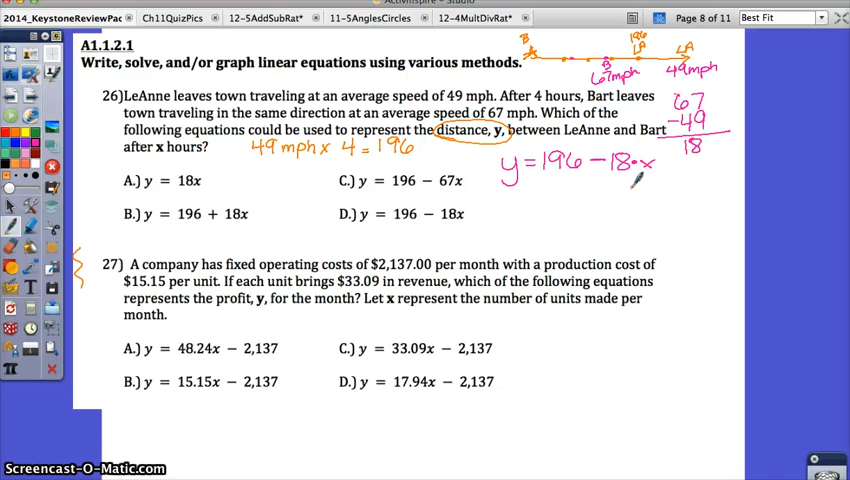 ActivInspire
2014_KeystoneReviewPac
Ch11QuizPics
12-5AddSubRat*
11-5AnglesCircles
12-4MultDivRat*
Page 8 of 11
Best Fit
A1.1.2.1
Write, solve, and/or graph linear equations using various methods.
B 196 LA LA
B
67mph 49mph
26)LeAnne leaves town traveling at an average speed of 49 mph. After 4 hours, Bart leaves
town traveling in the same direction at an average speed of 67 mph. Which of the
following equations could be used to represent the distance, y, between LeAnne and Bart
after x hours?
49mph x 4 = 196
67
-49
18
y = 196 - 18•x
A.) y = 18x
C.) y = 196 − 67x
B.) y = 196 + 18x
D.) y = 196 − 18x
27) A company has fixed operating costs of $2,137.00 per month with a production cost of
$15.15 per unit. If each unit brings $33.09 in revenue, which of the following equations
represents the profit, y, for the month? Let x represent the number of units made per
month.
A.) y = 48.24x − 2,137
C.) y = 33.09x − 2,137
B.) y = 15.15x − 2,137
D.) y = 17.94x − 2,137
Screencast-O-Matic.com